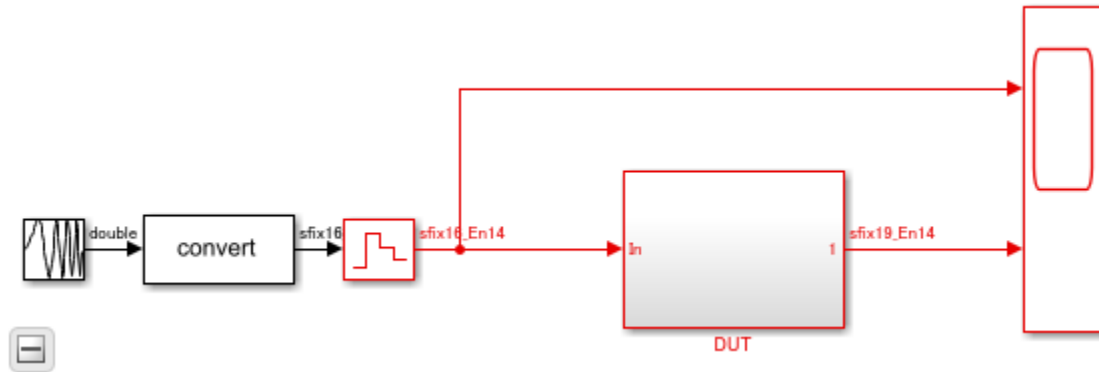 double
convert
sfix16
sfix16_En14
In
1
sfix19_En14
DUT